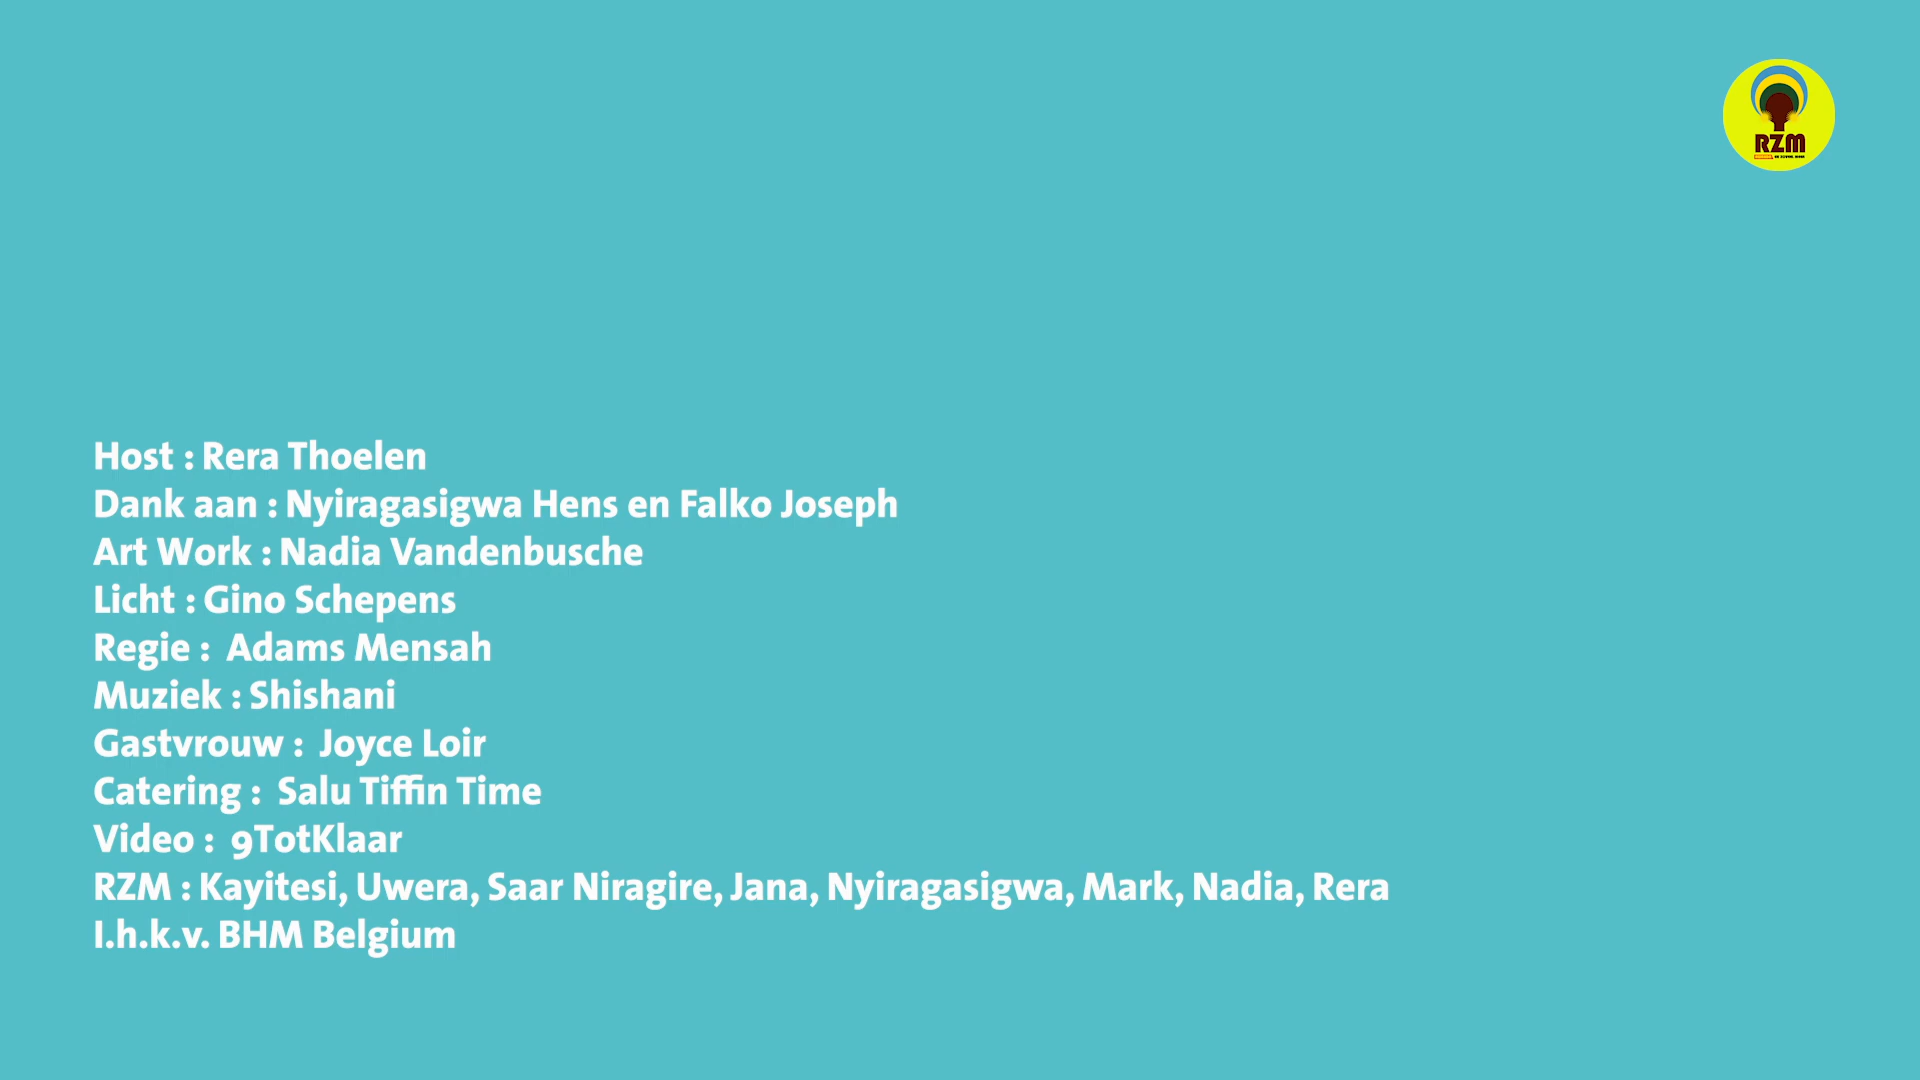 RZM
Host : Rera Thoelen
Dank aan : Nyiragasigwa Hens en Falko Joseph
Art Work : Nadia Vandenbusche
Licht : Gino Schepens
Regie :  Adams Mensah
Muziek : Shishani
Gastvrouw :  Joyce Loir
Catering :  Salu Tiffin Time
Video :  9TotKlaar
RZM : Kayitesi, Uwera, Saar Niragire, Jana, Nyiragasigwa, Mark, Nadia, Rera
I.h.k.v. BHM Belgium